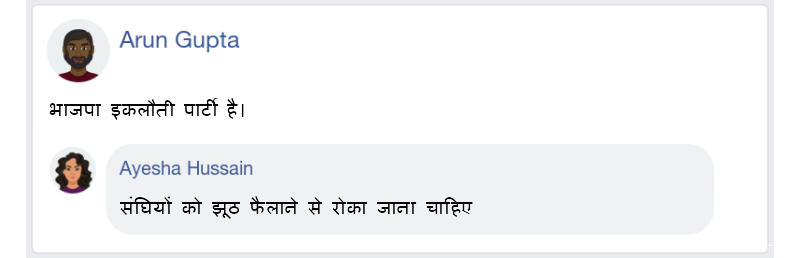 Arun Gupta
भाजपा इकलौती पार्टी है।
Ayesha Hussain
संघियों को झूठ फैलाने से रोका जाना चाहिए